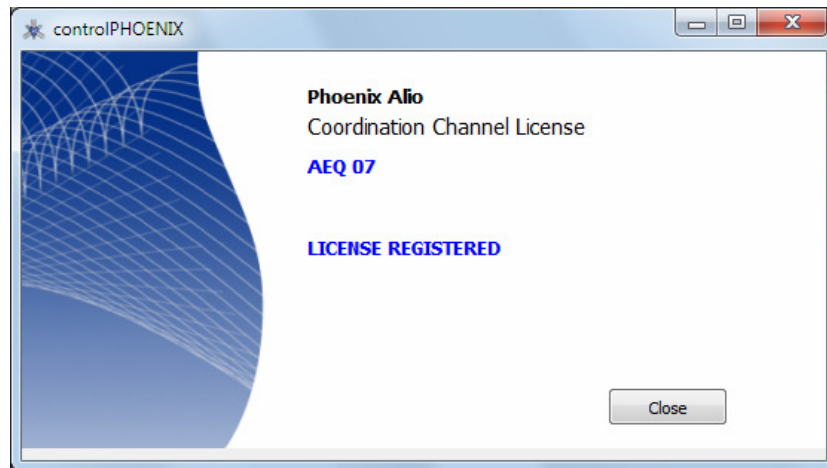 controlPHOENIX
Phoenix Alio
Coordination Channel License
AEQ 07
LICENSE REGISTERED
Close